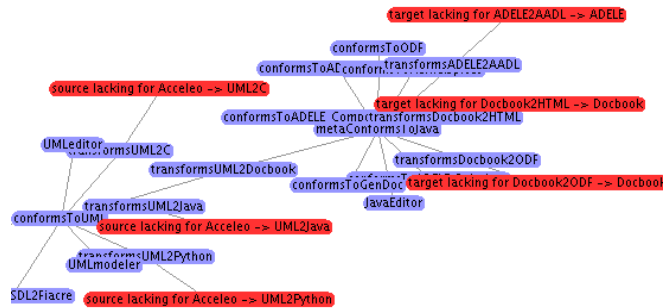 target lacking for ADELE2AADL -> ADELE
conformsToODF
transformsADELE2AADL
source lacking for Acceleo -> UML2C
target lacking for Docbook2HTML -> Docbook
conformsToADELE_
transformsDocbook2HTML
metaConformsToJava
UMLeditor
transformsUML2C
transformsUML2Docbook
transformsDocbook2ODF
conformsToGenDoc
target lacking for Docbook2ODF -> Docbook
JavaEditor
transformsUML2Java
conformsToUML
source lacking for Acceleo -> UML2Java
transformsUML2Python
UMLmodeler
SDL2Fiacre
source lacking for Acceleo -> UML2Python